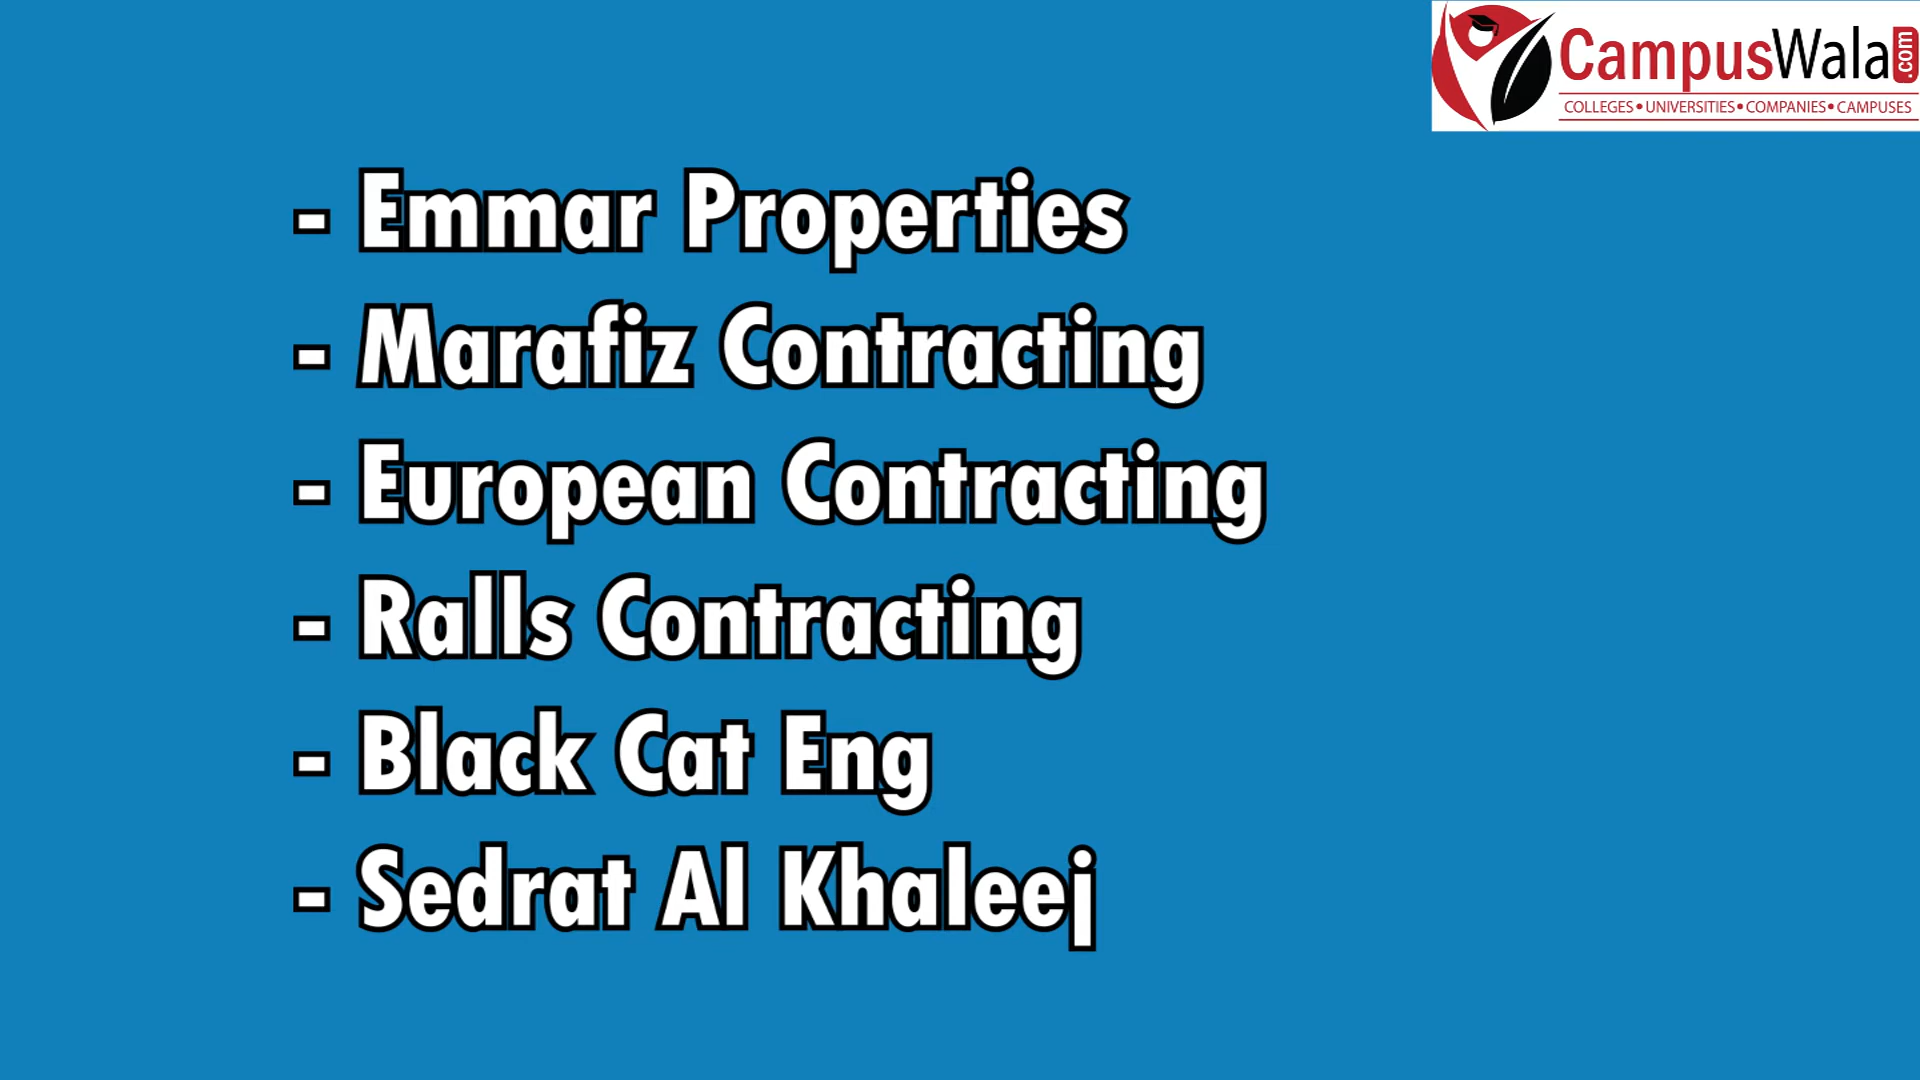 CampusWala.com
COLLEGES • UNIVERSITIES • COMPANIES • CAMPUSES
- Emmar Properties
- Marafiz Contracting
- European Contracting
- Ralls Contracting
- Black Cat Eng
- Sedrat Al Khaleej